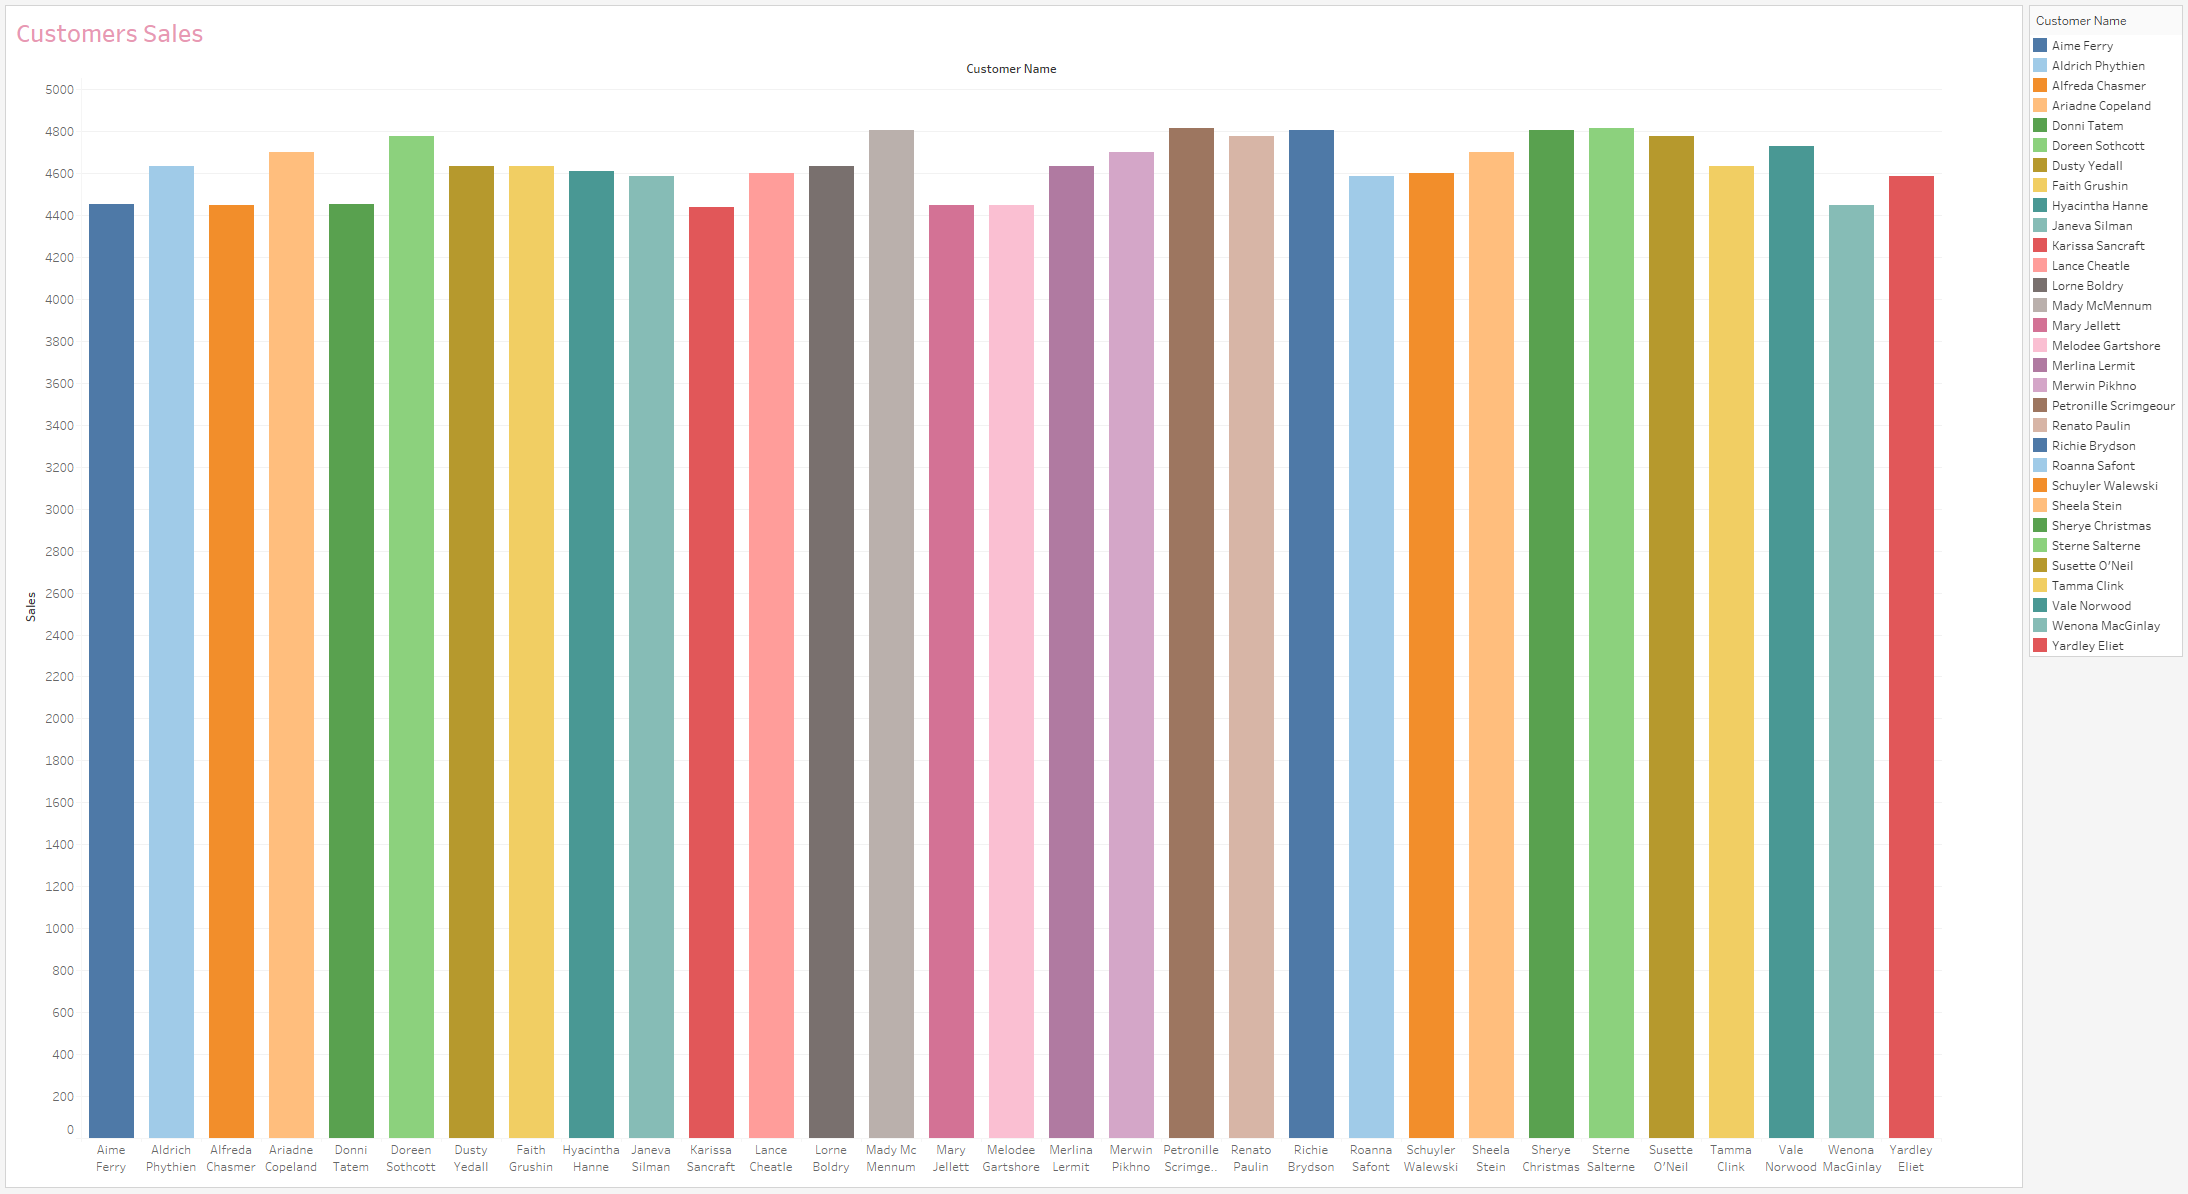 Customers Sales
Customer Name
5000
4800
4600
4400
4200
4000
3800
3600
3400
3200
3000
2800
2600
2400
2200
2000
1800
1600
1400
1200
1000
800
600
400
200
0
Sales
Aime
Ferry
Aldrich
Phythien
Alfreda
Chasmer
Ariadne
Copeland
Donni
Tatem
Doreen
Sothcott
Dusty
Yedall
Faith
Grushin
Hyacintha
Hanne
Janeva
Silman
Karissa
Sancraft
Lance
Cheatle
Lorne
Boldry
Mady Mc
Mennum
Mary
Jellett
Melodee
Gartshore
Merlina
Lermit
Merwin
Pikhno
Petronille
Scrimge..
Renato
Paulin
Richie
Brydson
Roanna
Safont
Schuyler
Walewski
Sheela
Stein
Sherye
Christmas
Sterne
Salterne
Susette
O'Neil
Tamma
Clink
Vale
Norwood
Wenona
MacGinlay
Yardley
Eliet
Customer Name
Aime Ferry
Aldrich Phythien
Alfreda Chasmer
Ariadne Copeland
Donni Tatem
Doreen Sothcott
Dusty Yedall
Faith Grushin
Hyacintha Hanne
Janeva Silman
Karissa Sancraft
Lance Cheatle
Lorne Boldry
Mady McMennum
Mary Jellett
Melodee Gartshore
Merlina Lermit
Merwin Pikhno
Petronille Scrimgeour
Renato Paulin
Richie Brydson
Roanna Safont
Schuyler Walewski
Sheela Stein
Sherye Christmas
Sterne Salterne
Susette O'Neil
Tamma Clink
Vale Norwood
Wenona MacGinlay
Yardley Eliet